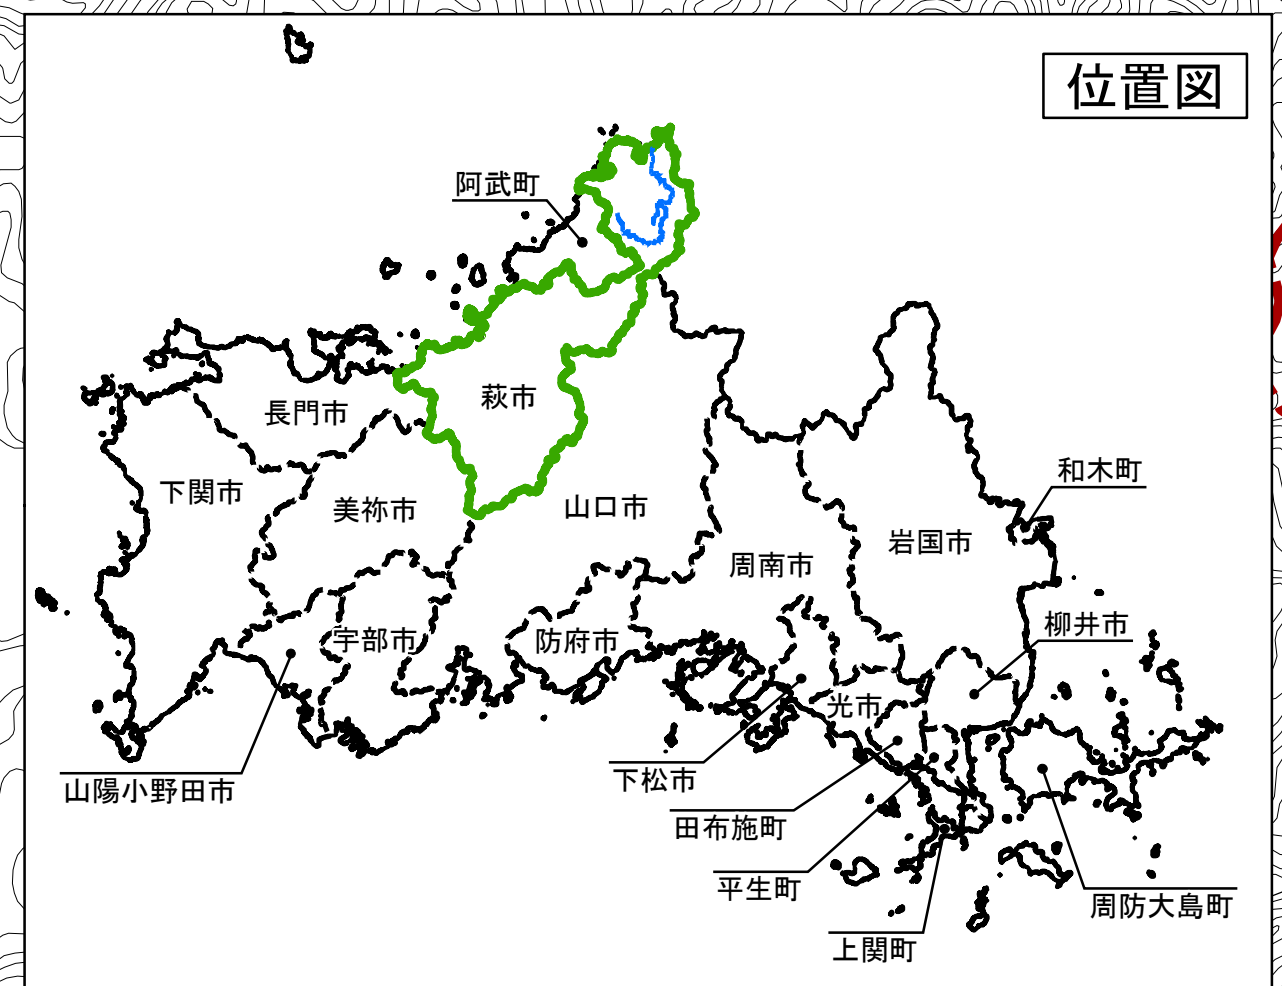 位置図
阿武町
萩市
長門市
和木町
下関市
美祢市
山口市
岩国市
周南市
柳井市
宇部市
防府市
光市
下松市
山陽小野田市
田布施町
平生町
周防大島町
上関町